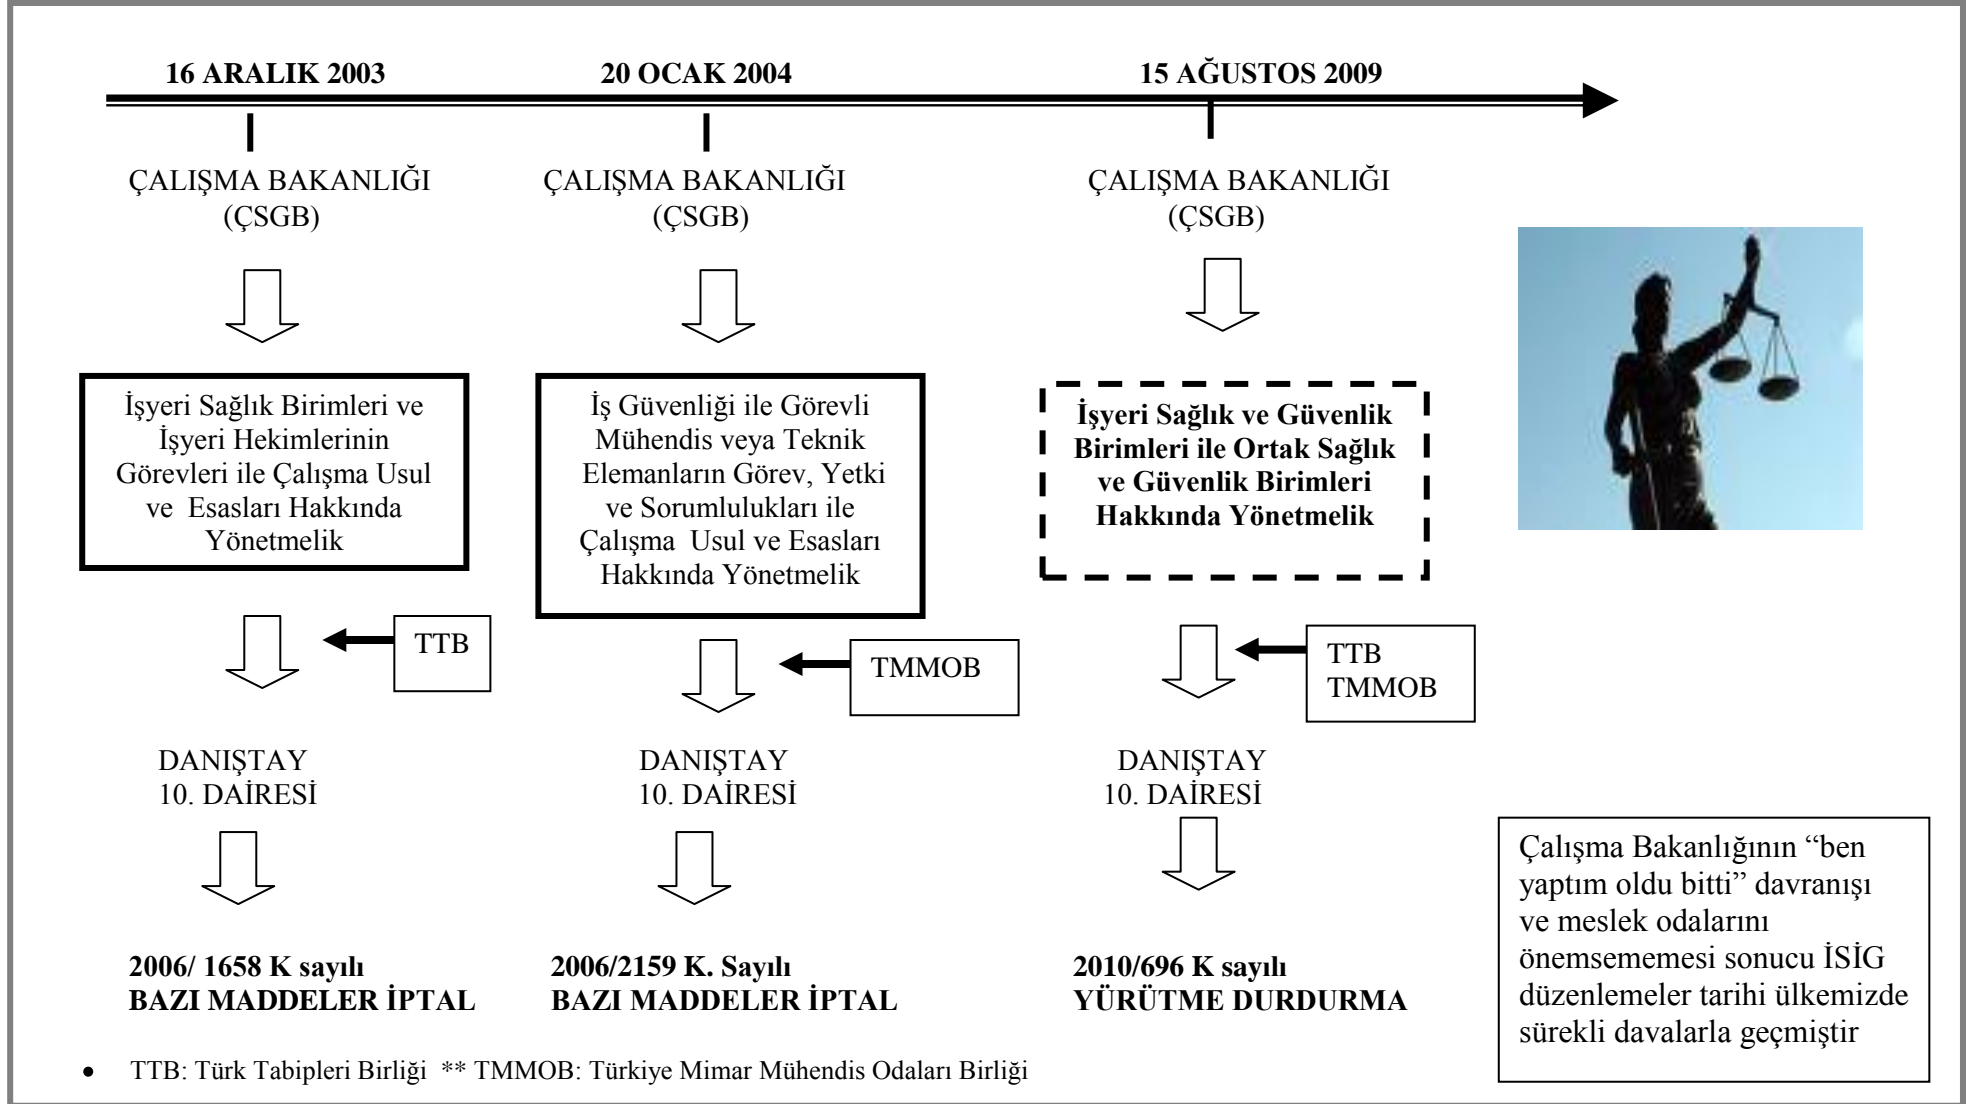 16 ARALIK 2003
20 OCAK 2004
15 AĞUSTOS 2009
ÇALIŞMA BAKANLIĞI
(ÇSGB)
ÇALIŞMA BAKANLIĞI
(ÇSGB)
ÇALIŞMA BAKANLIĞI
(ÇSGB)
İşyeri Sağlık Birimleri ve
İşyeri Hekimlerinin
Görevleri ile Çalışma Usul
ve Esasları Hakkında
Yönetmelik
İş Güvenliği ile Görevli
Mühendis veya Teknik
Elemanların Görev, Yetki
ve Sorumlulukları ile
Çalışma Usul ve Esasları
Hakkında Yönetmelik
İşyeri Sağlık ve Güvenlik
Birimleri ile Ortak Sağlık
ve Güvenlik Birimleri
Hakkında Yönetmelik
TTB
TMMOB
TTB
TMMOB
DANIŞTAY
10. DAİRESİ
DANIŞTAY
10. DAİRESİ
DANIŞTAY
10. DAİRESİ
2006/ 1658 K sayılı
BAZI MADDELER İPTAL
2006/2159 K. Sayılı
BAZI MADDELER İPTAL
2010/696 K sayılı
YÜRÜTME DURDURMA
Çalışma Bakanlığının “ben
yaptım oldu bitti” davranışı
ve meslek odalarını
önemsememesi sonucu İSİG
düzenlemeler tarihi ülkemizde
sürekli davalarla geçmiştir
• TTB: Türk Tabipleri Birliği ** TMMOB: Türkiye Mimar Mühendis Odaları Birliği